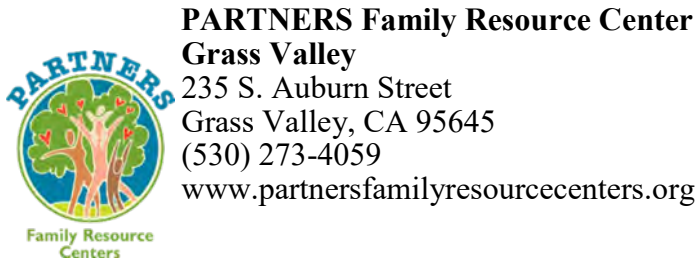 PARTNERS Family Resource Center
Grass Valley
235 S. Auburn Street
Grass Valley, CA 95645
(530) 273-4059
www.partnersfamilyresourcecenters.org
PARTNERS
Family Resource
Centers